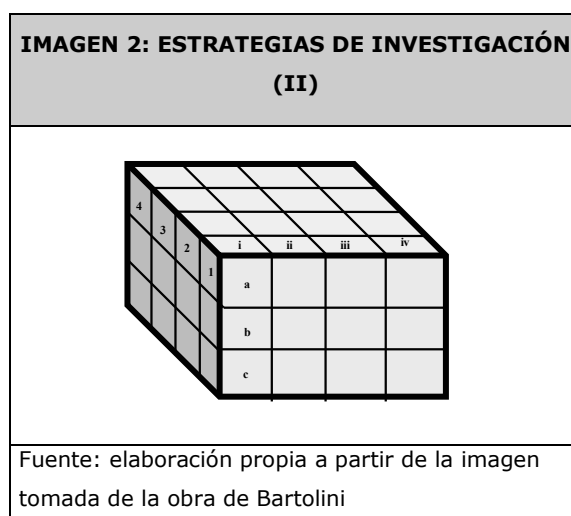 IMAGEN 2: ESTRATEGIAS DE INVESTIGACIÓN
(II)
4
3
2
1
i ii iii iv
a
b
c
Fuente: elaboración propia a partir de la imagen
tomada de la obra de Bartolini